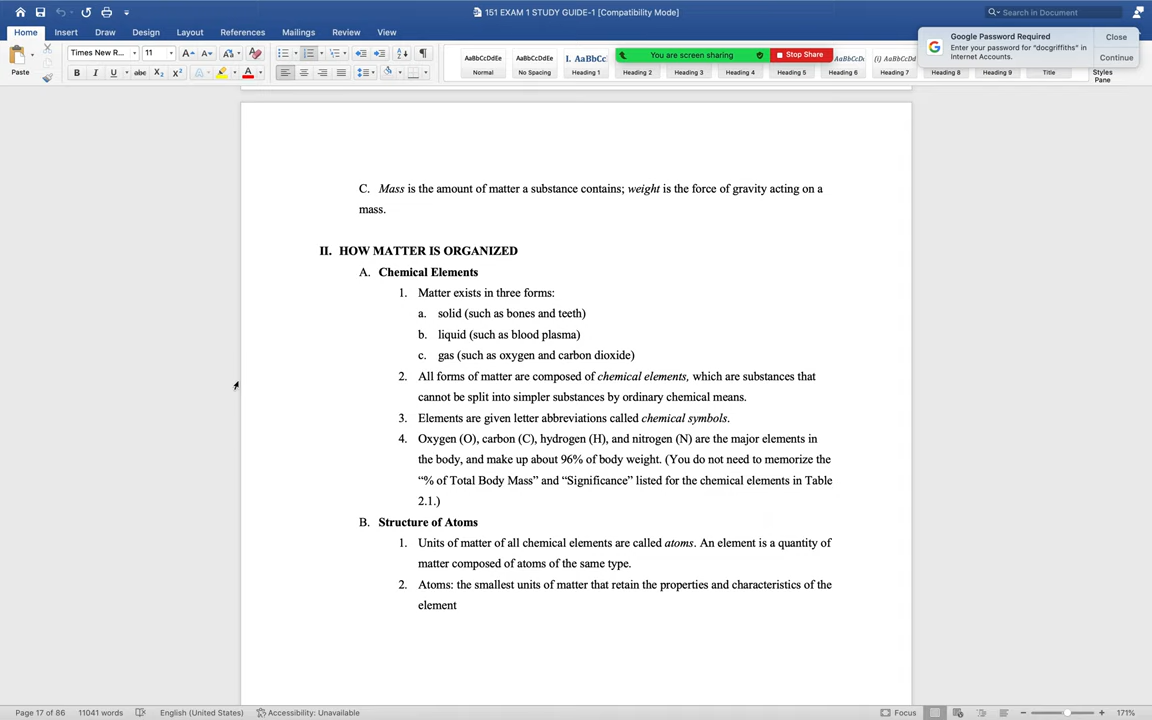 151 EXAM 1 STUDY GUIDE-1 [Compatibility Mode]
Search in Document
Home Insert Draw Design Layout References Mailings Review View
Google Password Required
Enter your password for "docgriffiths" in
Internet Accounts.
Close
Continue
Paste
Times New R... 11
You are screen sharing Stop Share
AaBbCcDdEe AaBbCcDdEe I. AaBbCc
(i) AaBbCcDd
Normal No Spacing Heading 1 Heading 2 Heading 3 Heading 4 Heading 5 Heading 6 Heading 7 Heading 8 Heading 9 Title
Styles
Pane
C. Mass is the amount of matter a substance contains; weight is the force of gravity acting on a
mass.
II. HOW MATTER IS ORGANIZED
A. Chemical Elements
1. Matter exists in three forms:
a. solid (such as bones and teeth)
b. liquid (such as blood plasma)
c. gas (such as oxygen and carbon dioxide)
2. All forms of matter are composed of chemical elements, which are substances that
cannot be split into simpler substances by ordinary chemical means.
3. Elements are given letter abbreviations called chemical symbols.
4. Oxygen (O), carbon (C), hydrogen (H), and nitrogen (N) are the major elements in
the body, and make up about 96% of body weight. (You do not need to memorize the
“% of Total Body Mass” and “Significance” listed for the chemical elements in Table
2.1.)
B. Structure of Atoms
1. Units of matter of all chemical elements are called atoms. An element is a quantity of
matter composed of atoms of the same type.
2. Atoms: the smallest units of matter that retain the properties and characteristics of the
element
Page 17 of 86 11041 words English (United States) Accessibility: Unavailable Focus 171%